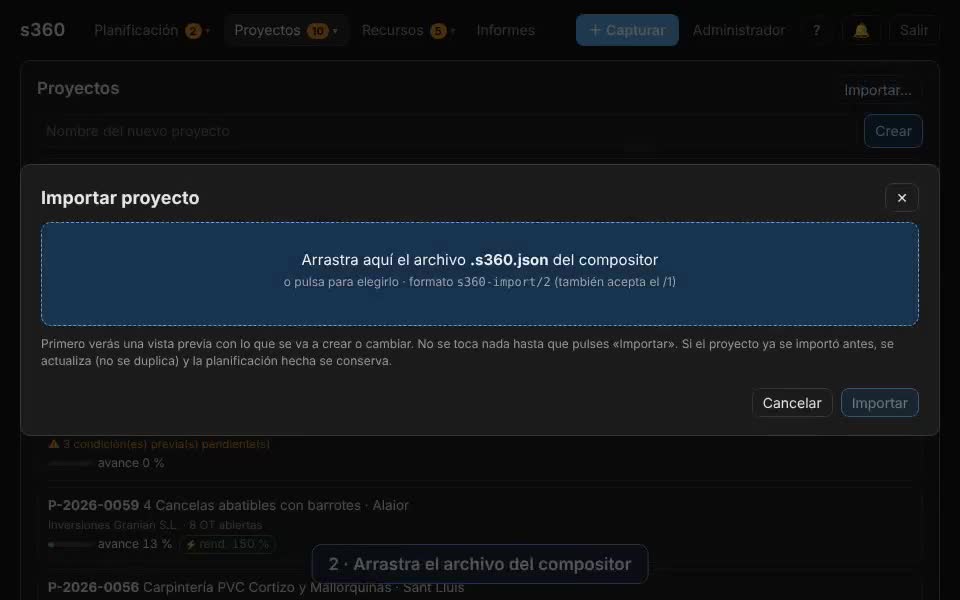 s360 Planificación 2 Proyectos 10 Recursos 5 Informes + Capturar Administrador ? Salir
Proyectos
Importar...
Nombre del nuevo proyecto
Crear
Importar proyecto
×
Arrastra aquí el archivo .s360.json del compositor
o pulsa para elegirlo · formato s360-import/2 (también acepta el /1)
Primero verás una vista previa con lo que se va a crear o cambiar. No se toca nada hasta que pulses «Importar». Si el proyecto ya se importó antes, se
actualiza (no se duplica) y la planificación hecha se conserva.
Cancelar Importar
3 condición(es) previa(s) pendiente(s)
avance 0 %
P-2026-0059 4 Cancelas abatibles con barrotes · Alaior
Inversiones Granian S.L. · 8 OT abiertas
avance 13 % rend. 150 %
2 · Arrastra el archivo del compositor
P-2026-0056 Carpintería PVC Cortizo y Mallorquinas · Sant Lluís